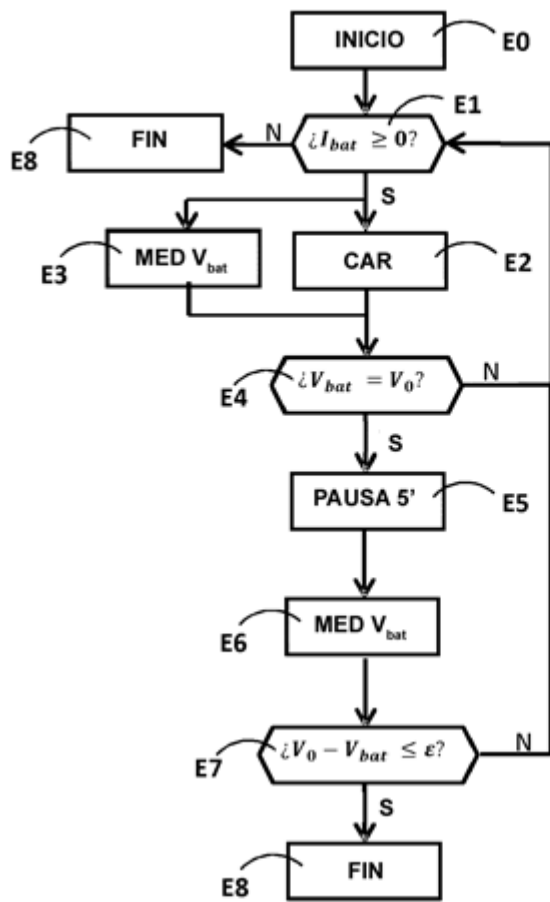 INICIO
E0
E1
¿I_bat ≥ 0?
N
FIN
E8
S
MED V_bat
E3
CAR
E2
¿V_bat = V_0?
N
E4
S
PAUSA 5'
E5
MED V_bat
E6
¿V_0 − V_bat ≤ ε?
N
E7
S
FIN
E8